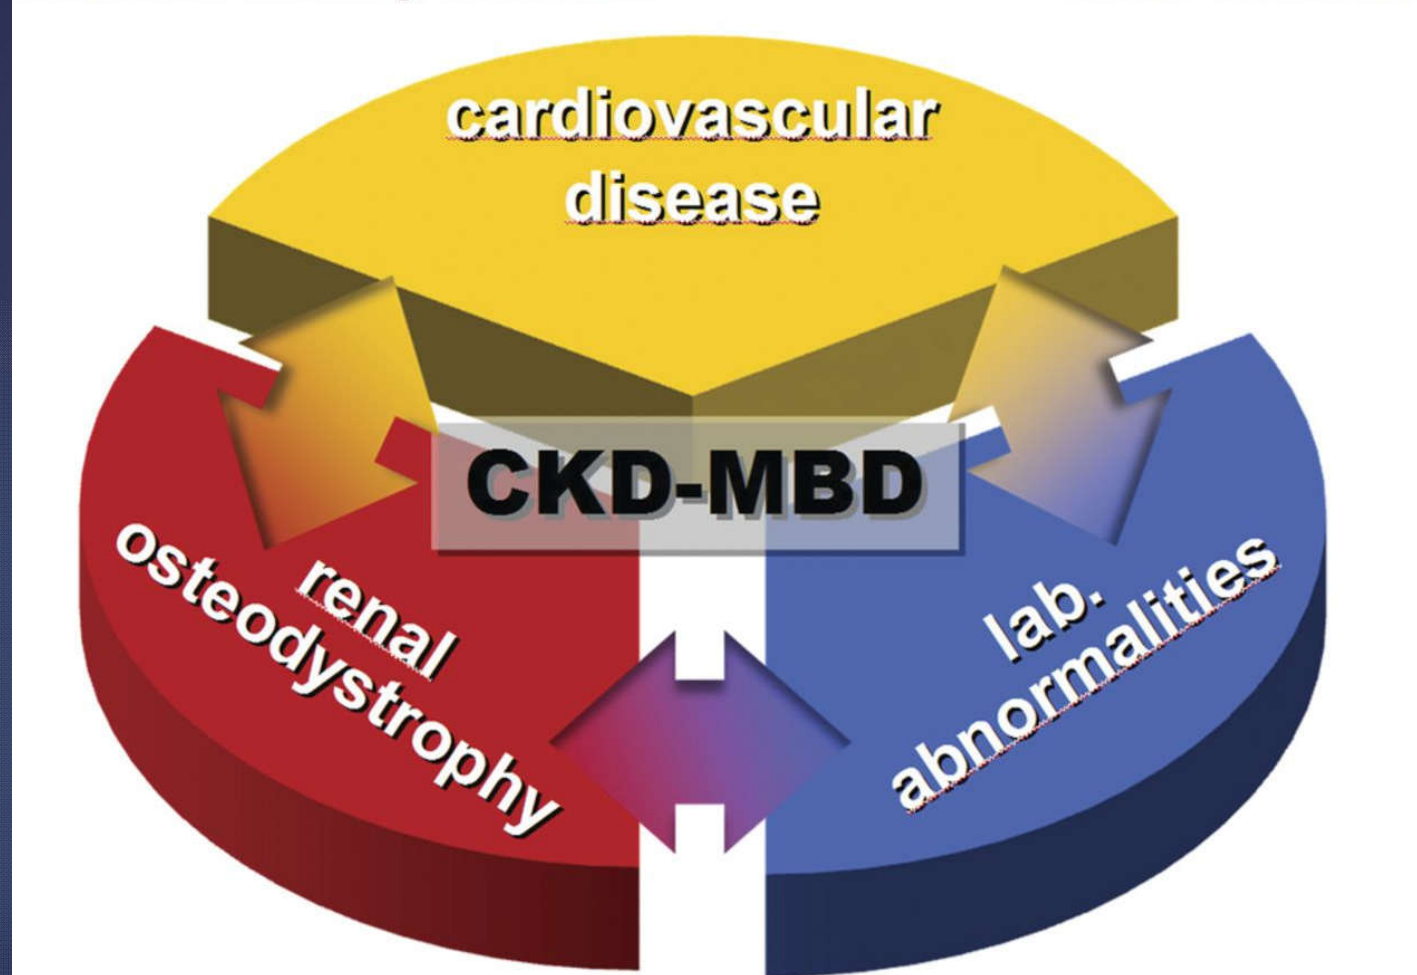 cardiovascular
disease
CKD-MBD
renal
osteodystrophy
lab.
abnormalities